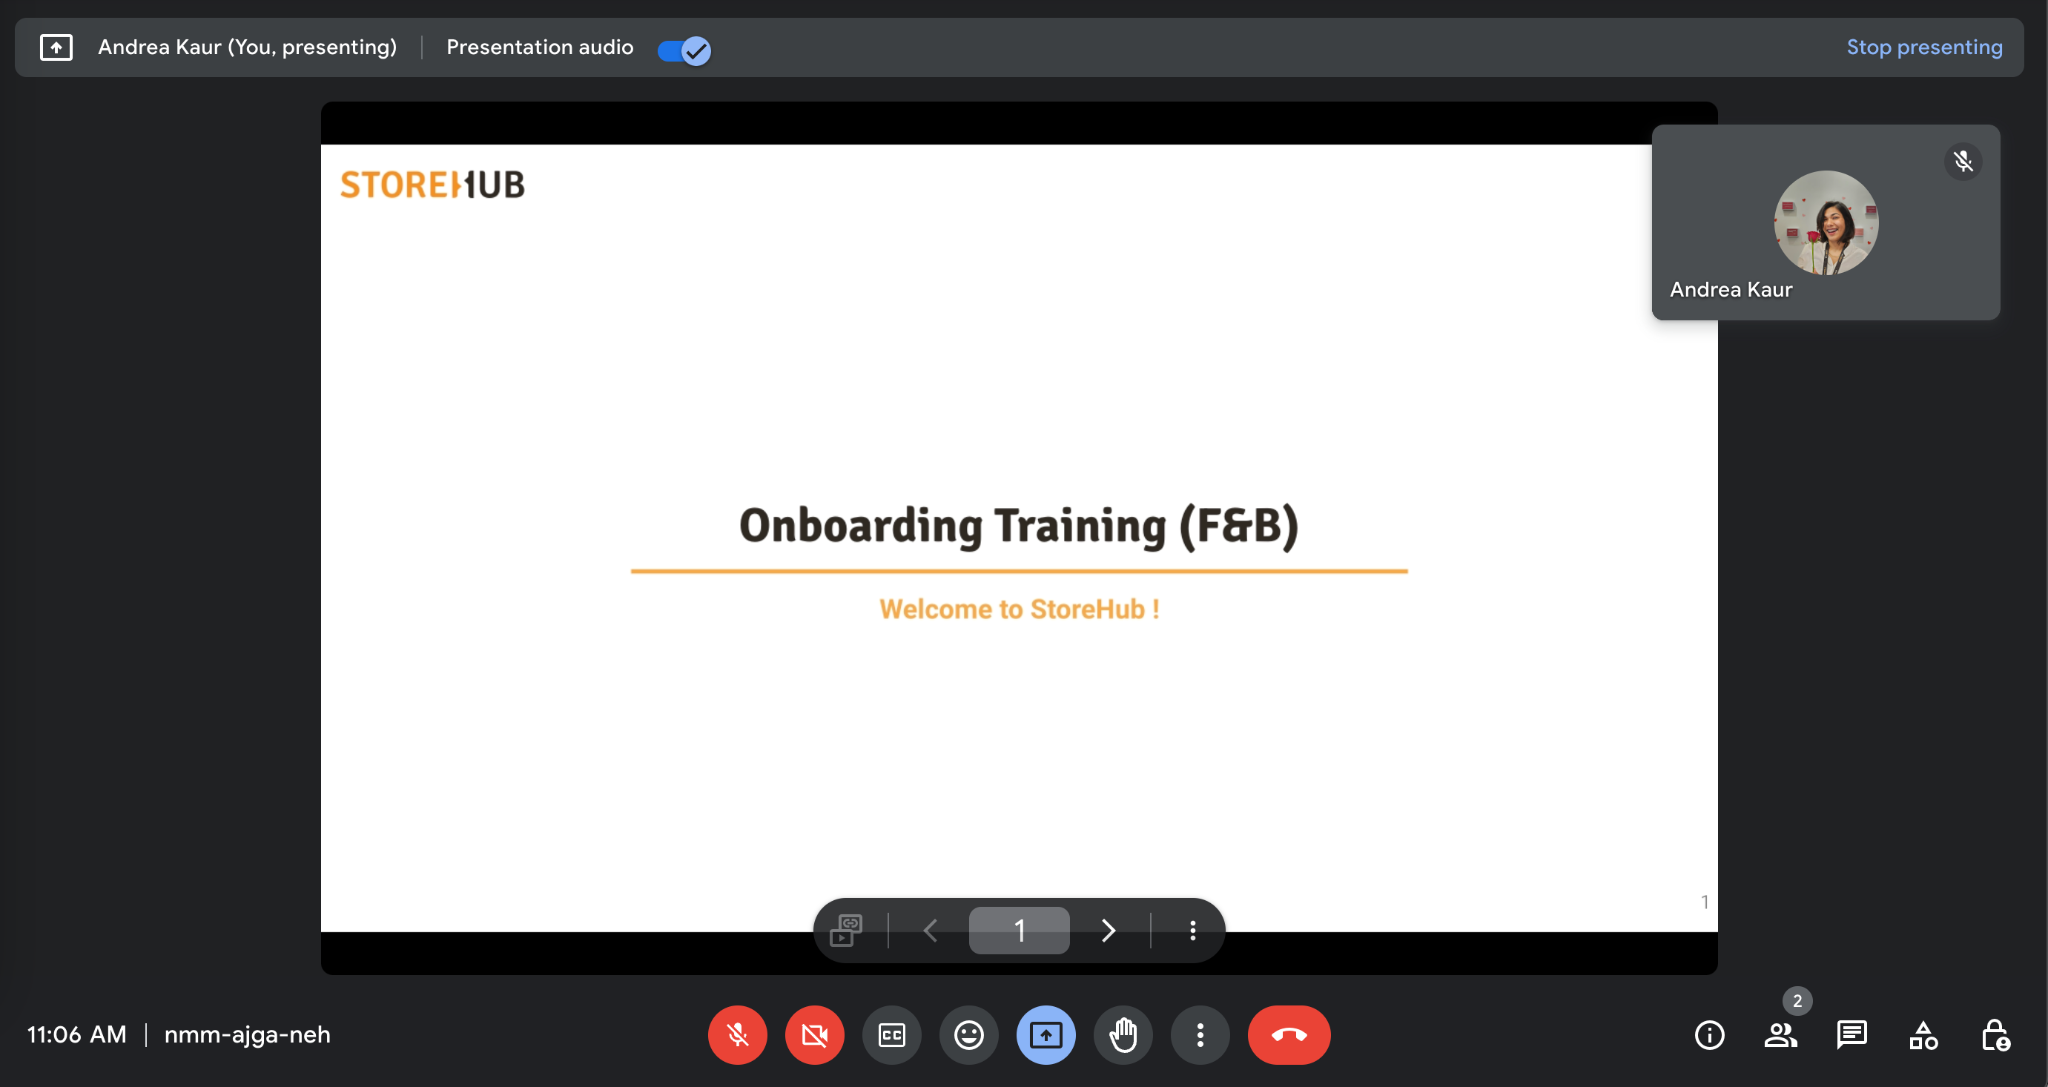 Andrea Kaur (You, presenting)
Presentation audio
Stop presenting
STOREHUB
Andrea Kaur
Onboarding Training (F&B)
Welcome to StoreHub !
1
1
11:06 AM
nmm-ajga-neh
CC
2